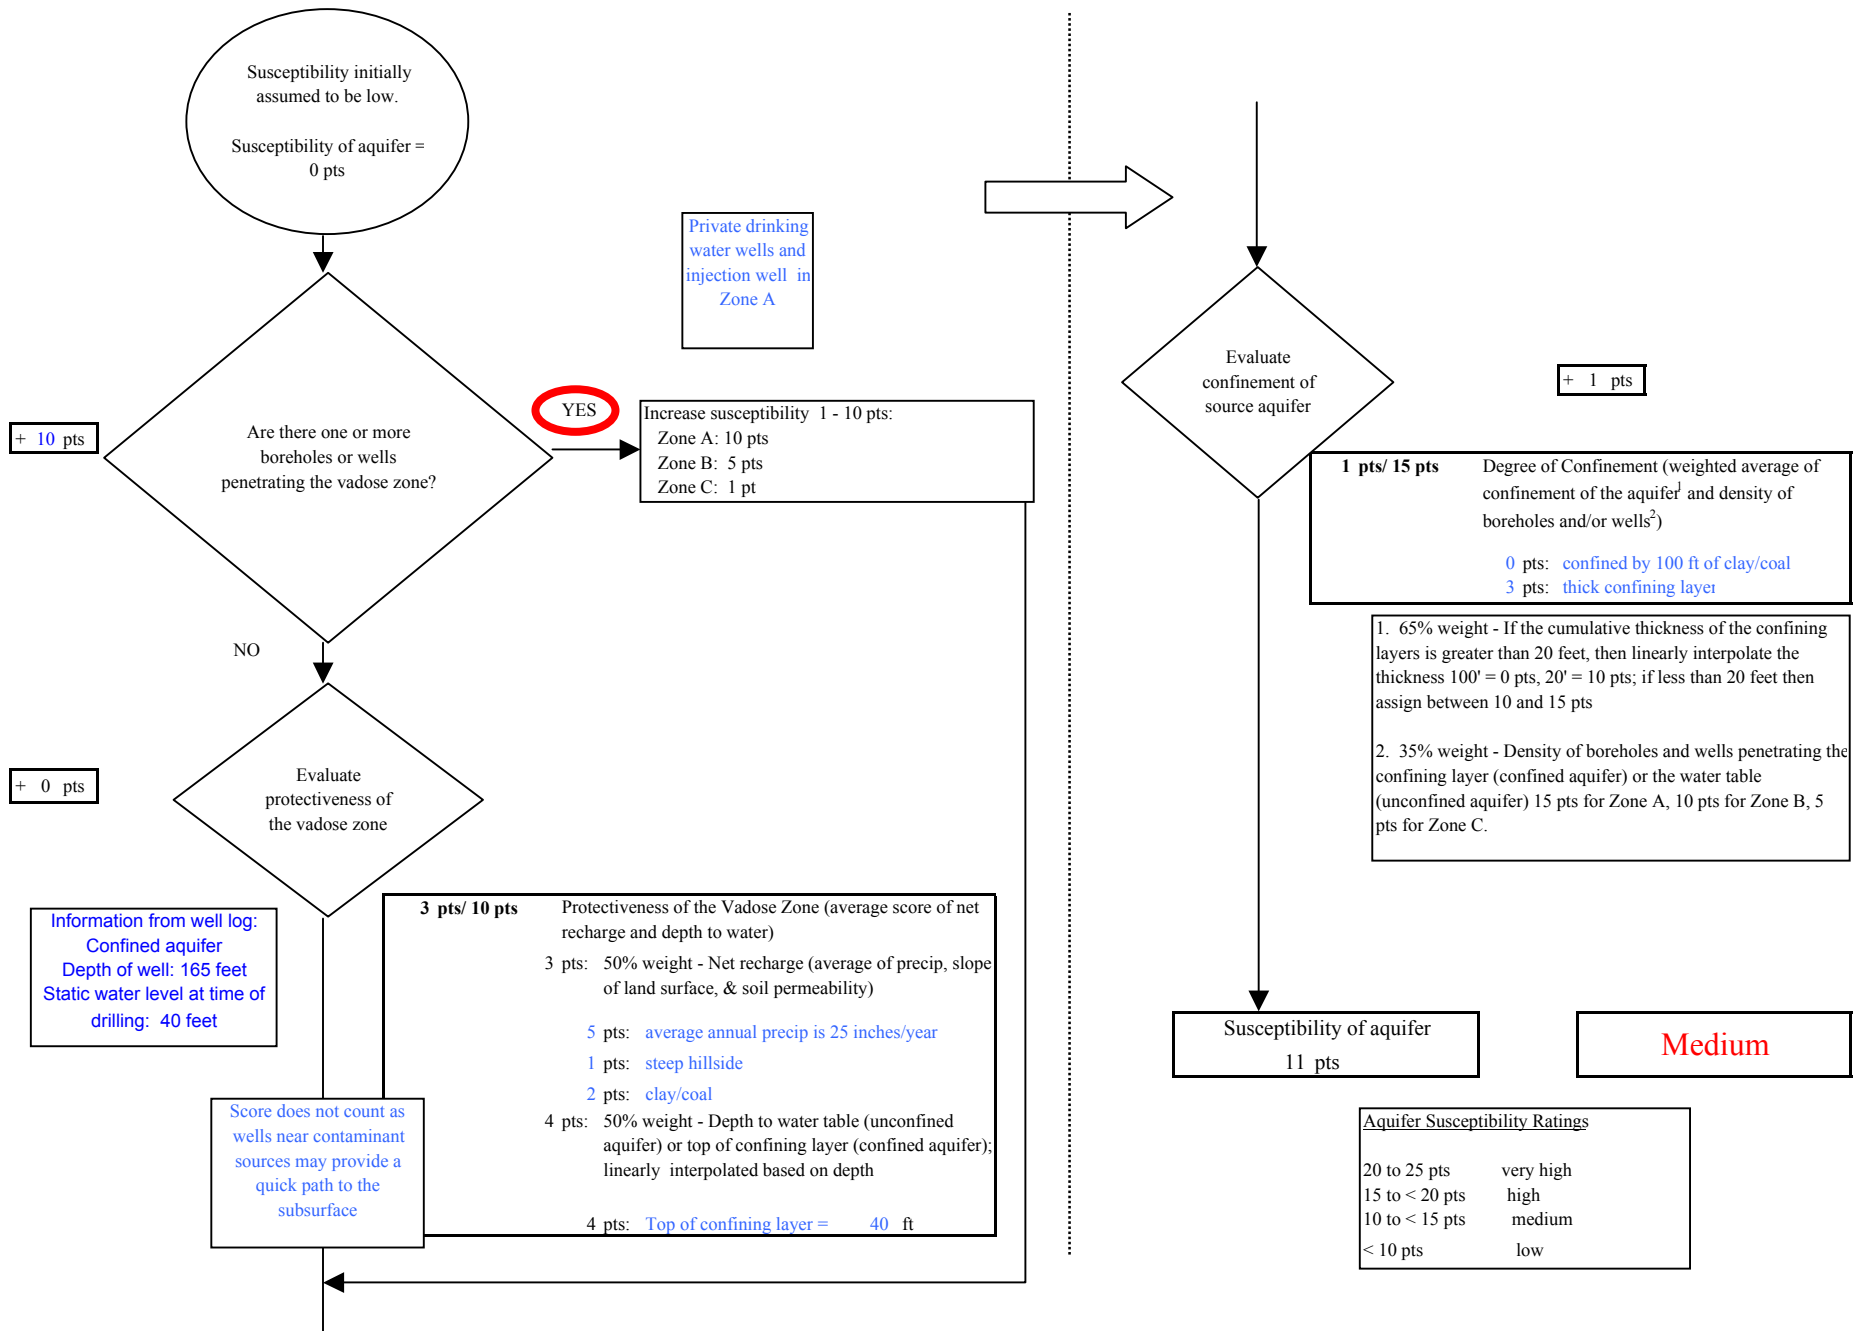 Susceptibility initially
assumed to be low.
Susceptibility of aquifer =
0 pts
Private drinking
water wells and
injection well in
Zone A
+ 10 pts
Are there one or more
boreholes or wells
penetrating the vadose zone?
YES
Increase susceptibility 1 - 10 pts:
Zone A: 10 pts
Zone B: 5 pts
Zone C: 1 pt
NO
+ 0 pts
Evaluate
protectiveness of
the vadose zone
Information from well log:
Confined aquifer
Depth of well: 165 feet
Static water level at time of
drilling: 40 feet
3 pts/ 10 pts Protectiveness of the Vadose Zone (average score of net
recharge and depth to water)
3 pts: 50% weight - Net recharge (average of precip, slope
of land surface, & soil permeability)
5 pts: average annual precip is 25 inches/year
1 pts: steep hillside
2 pts: clay/coal
4 pts: 50% weight - Depth to water table (unconfined
aquifer) or top of confining layer (confined aquifer);
linearly interpolated based on depth
4 pts: Top of confining layer = 40 ft
Score does not count as
wells near contaminant
sources may provide a
quick path to the
subsurface
Evaluate
confinement of
source aquifer
+ 1 pts
1 pts/ 15 pts Degree of Confinement (weighted average of
confinement of the aquifer1 and density of
boreholes and/or wells2)
0 pts: confined by 100 ft of clay/coal
3 pts: thick confining layer
1. 65% weight - If the cumulative thickness of the confining
layers is greater than 20 feet, then linearly interpolate the
thickness 100' = 0 pts, 20' = 10 pts; if less than 20 feet then
assign between 10 and 15 pts
2. 35% weight - Density of boreholes and wells penetrating the
confining layer (confined aquifer) or the water table
(unconfined aquifer) 15 pts for Zone A, 10 pts for Zone B, 5
pts for Zone C.
Susceptibility of aquifer
11 pts
Medium
Aquifer Susceptibility Ratings
20 to 25 pts very high
15 to < 20 pts high
10 to < 15 pts medium
< 10 pts low